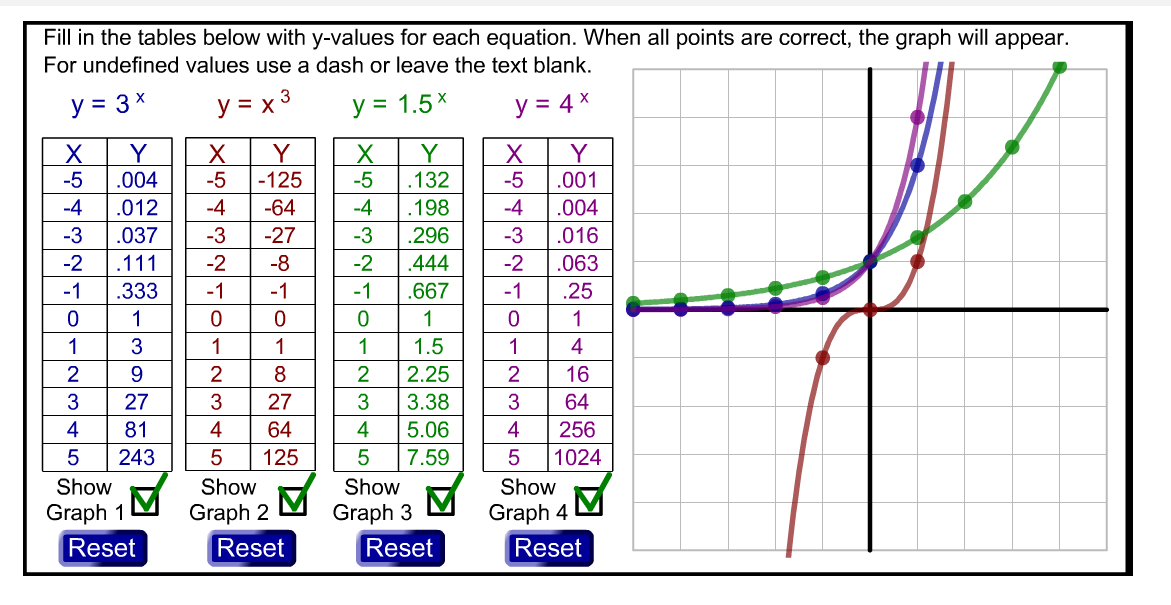 Fill in the tables below with y-values for each equation. When all points are correct, the graph will appear.
For undefined values use a dash or leave the text blank.
y = 3 ˣ y = x ³ y = 1.5 ˣ y = 4 ˣ
X Y X Y X Y X Y
-5 .004 -5 -125 -5 .132 -5 .001
-4 .012 -4 -64 -4 .198 -4 .004
-3 .037 -3 -27 -3 .296 -3 .016
-2 .111 -2 -8 -2 .444 -2 .063
-1 .333 -1 -1 -1 .667 -1 .25
0 1 0 0 0 1 0 1
1 3 1 1 1 1.5 1 4
2 9 2 8 2 2.25 2 16
3 27 3 27 3 3.38 3 64
4 81 4 64 4 5.06 4 256
5 243 5 125 5 7.59 5 1024
Show Show Show Show
Graph 1 Graph 2 Graph 3 Graph 4
Reset Reset Reset Reset